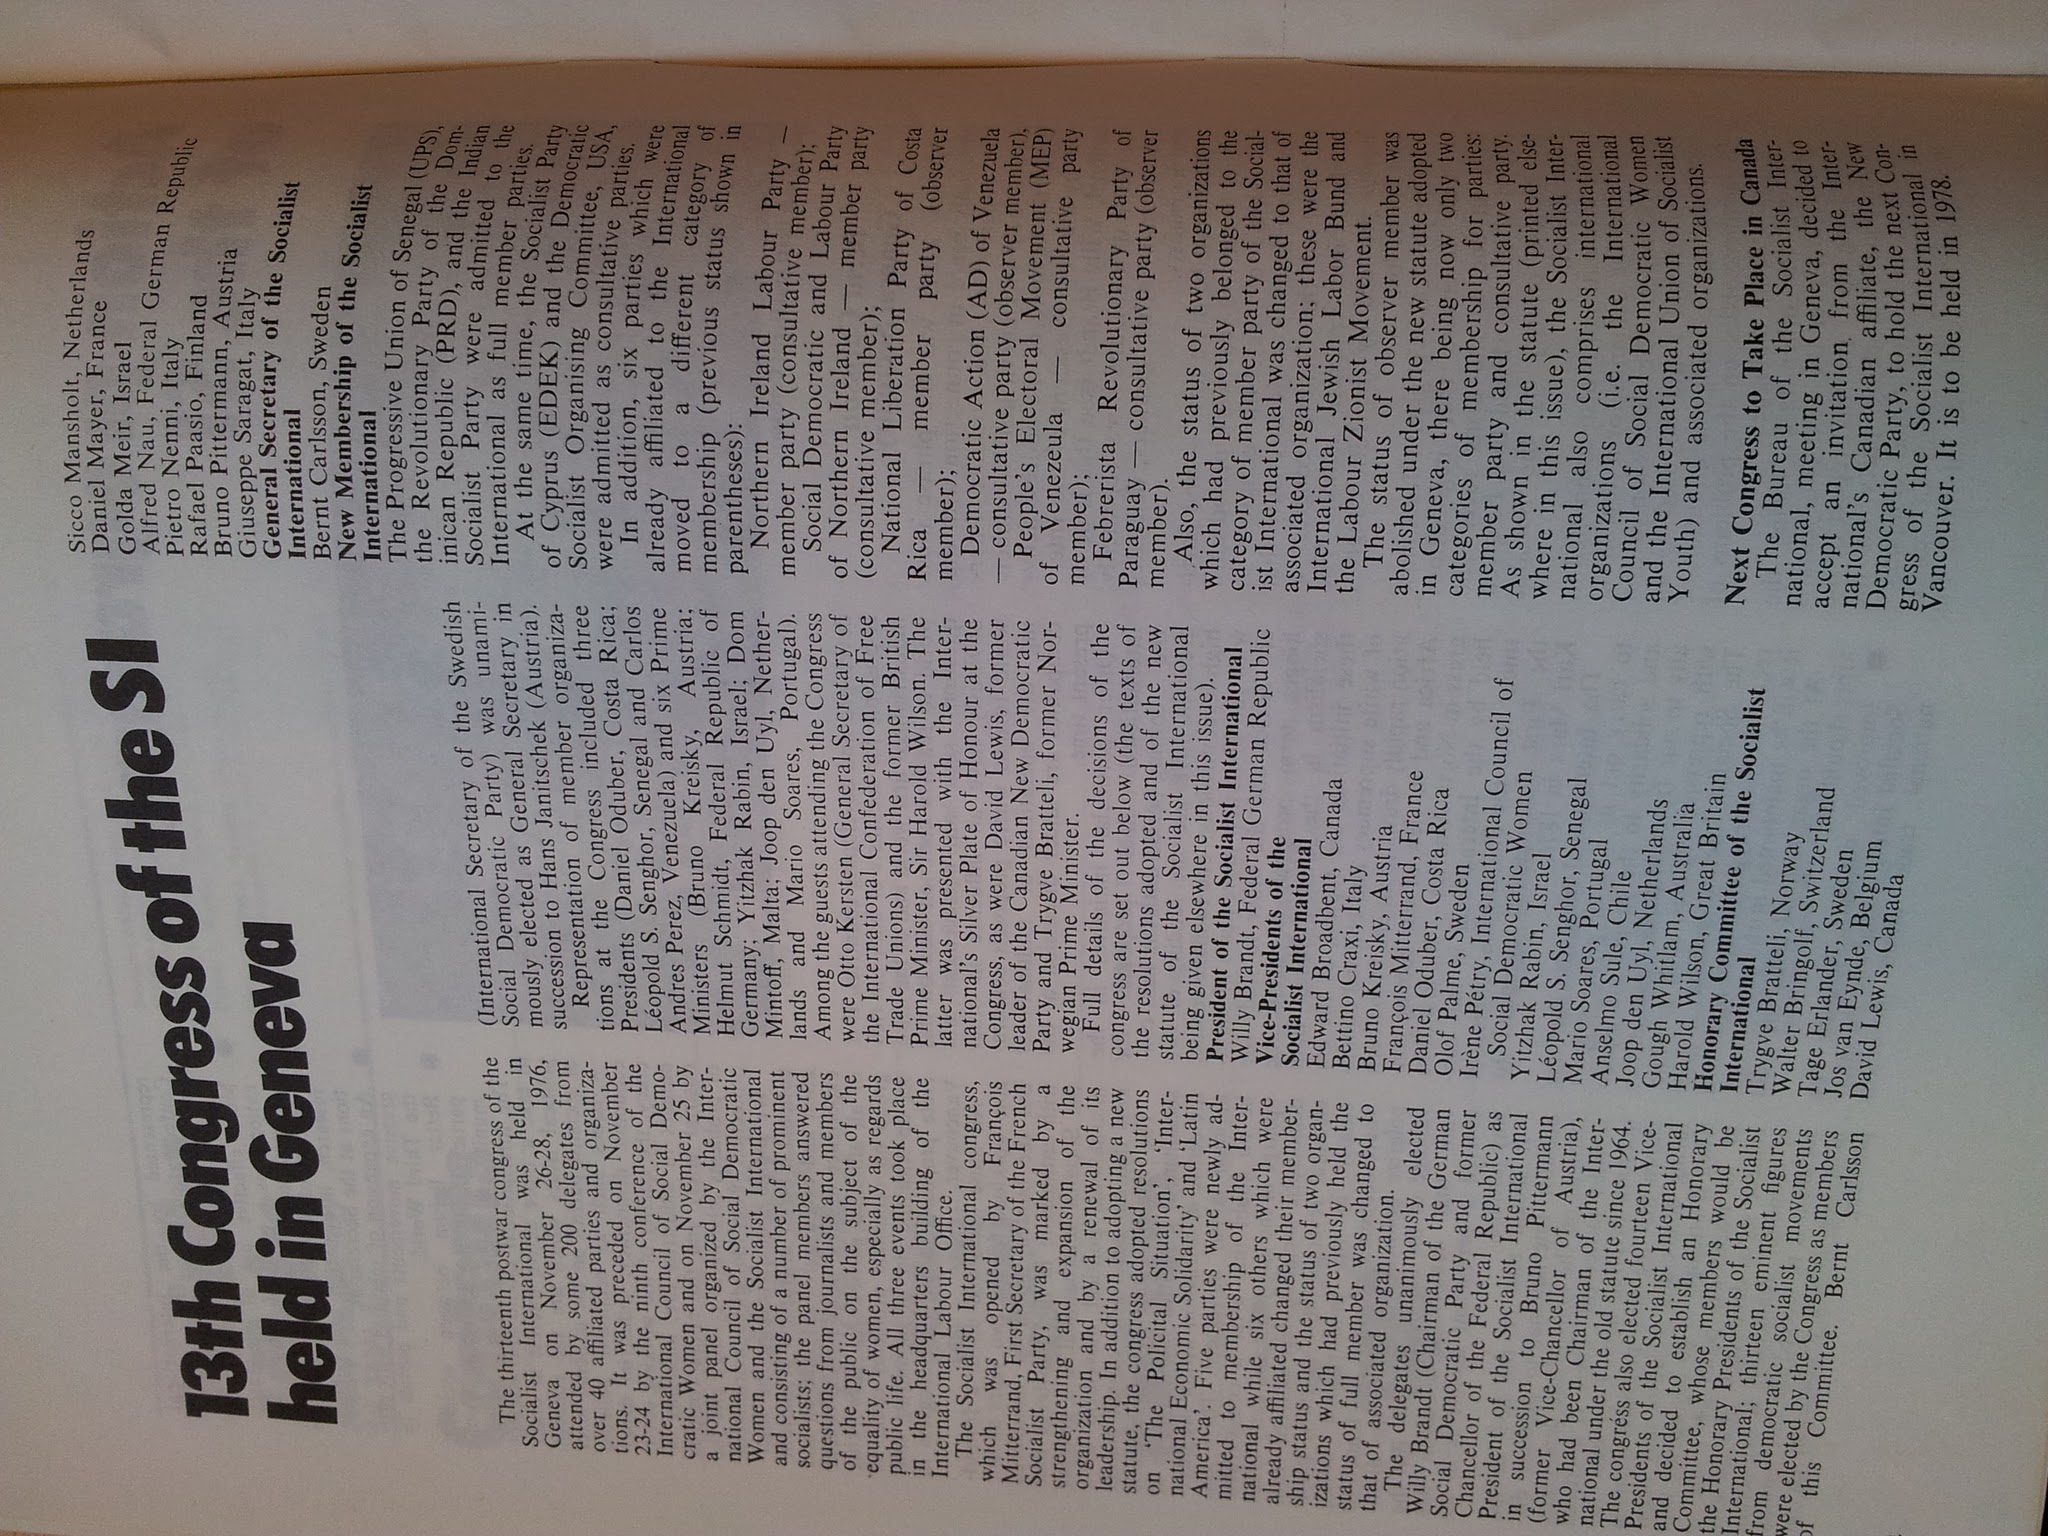 13th Congress of the SI
held in Geneva
The thirteenth postwar congress of the
Socialist International was held in
Geneva on November 26-28, 1976,
attended by some 200 delegates from
over 40 affiliated parties and organiza-
tions. It was preceded on November
23-24 by the ninth conference of the
International Council of Social Demo-
cratic Women and on November 25 by
a joint panel organized by the Inter-
national Council of Social Democratic
Women and the Socialist International
and consisting of a number of prominent
socialists; the panel members answered
questions from journalists and members
of the public on the subject of the
equality of women, especially as regards
public life. All three events took place
in the headquarters building of the
International Labour Office.
The Socialist International congress,
which was opened by François
Mitterrand, First Secretary of the French
Socialist Party, was marked by a
strengthening and expansion of the
organization and by a renewal of its
leadership. In addition to adopting a new
statute, the congress adopted resolutions
on 'The Policital Situation', 'Inter-
national Economic Solidarity' and 'Latin
America'. Five parties were newly ad-
mitted to membership of the Inter-
national while six others which were
already affiliated changed their member-
ship status and the status of two organ-
izations which had previously held the
status of full member was changed to
that of associated organization.
The delegates unanimously elected
Willy Brandt (Chairman of the German
Social Democratic Party and former
Chancellor of the Federal Republic) as
President of the Socialist International
in succession to Bruno Pittermann
(former Vice-Chancellor of Austria),
who had been Chairman of the Inter-
national under the old statute since 1964.
The congress also elected fourteen Vice-
Presidents of the Socialist International
and decided to establish an Honorary
Committee, whose members would be
the Honorary Presidents of the Socialist
International; thirteen eminent figures
from democratic socialist movements
were elected by the Congress as members
of this Committee. Bernt Carlsson
(International Secretary of the Swedish
Social Democratic Party) was unani-
mously elected as General Secretary in
succession to Hans Janitschek (Austria).
Representation of member organiza-
tions at the Congress included three
Presidents (Daniel Oduber, Costa Rica;
Léopold S. Senghor, Senegal and Carlos
Andres Perez, Venezuela) and six Prime
Ministers (Bruno Kreisky, Austria;
Helmut Schmidt, Federal Republic of
Germany; Yitzhak Rabin, Israel; Dom
Mintoff, Malta; Joop den Uyl, Nether-
lands and Mario Soares, Portugal).
Among the guests attending the Congress
were Otto Kersten (General Secretary of
the International Confederation of Free
Trade Unions) and the former British
Prime Minister, Sir Harold Wilson. The
latter was presented with the Inter-
national's Silver Plate of Honour at the
Congress, as were David Lewis, former
leader of the Canadian New Democratic
Party and Trygve Bratteli, former Nor-
wegian Prime Minister.
Full details of the decisions of the
congress are set out below (the texts of
the resolutions adopted and of the new
statute of the Socialist International
being given elsewhere in this issue).
President of the Socialist International
Willy Brandt, Federal German Republic
Vice-Presidents of the
Socialist International
Edward Broadbent, Canada
Bettino Craxi, Italy
Bruno Kreisky, Austria
François Mitterrand, France
Daniel Oduber, Costa Rica
Olof Palme, Sweden
Irène Pétry, International Council of
Social Democratic Women
Yitzhak Rabin, Israel
Léopold S. Senghor, Senegal
Mario Soares, Portugal
Anselmo Sule, Chile
Joop den Uyl, Netherlands
Gough Whitlam, Australia
Harold Wilson, Great Britain
Honorary Committee of the Socialist
International
Trygve Bratteli, Norway
Walter Bringolf, Switzerland
Tage Erlander, Sweden
Jos van Eynde, Belgium
David Lewis, Canada
Sicco Mansholt, Netherlands
Daniel Mayer, France
Golda Meir, Israel
Alfred Nau, Federal German Republic
Pietro Nenni, Italy
Rafael Paasio, Finland
Bruno Pittermann, Austria
Giuseppe Saragat, Italy
General Secretary of the Socialist
International
Bernt Carlsson, Sweden
New Membership of the Socialist
International
The Progressive Union of Senegal (UPS),
the Revolutionary Party of the Dom-
inican Republic (PRD), and the Indian
Socialist Party were admitted to the
International as full member parties.
At the same time, the Socialist Party
of Cyprus (EDEK) and the Democratic
Socialist Organising Committee, USA,
were admitted as consultative parties.
In addition, six parties which were
already affiliated to the International
moved to a different category of
membership (previous status shown in
parentheses):
Northern Ireland Labour Party —
member party (consultative member);
Social Democratic and Labour Party
of Northern Ireland — member party
(consultative member);
National Liberation Party of Costa
Rica — member party (observer
member);
Democratic Action (AD) of Venezuela
— consultative party (observer member),
People's Electoral Movement (MEP)
of Venezeula — consultative party
member);
Febrerista Revolutionary Party of
Paraguay — consultative party (observer
member).
Also, the status of two organizations
which had previously belonged to the
category of member party of the Social-
ist International was changed to that of
associated organization; these were the
International Jewish Labor Bund and
the Labour Zionist Movement.
The status of observer member was
abolished under the new statute adopted
in Geneva, there being now only two
categories of membership for parties:
member party and consultative party.
As shown in the statute (printed else-
where in this issue), the Socialist Inter-
national also comprises international
organizations (i.e. the International
Council of Social Democratic Women
and the International Union of Socialist
Youth) and associated organizations.
Next Congress to Take Place in Canada
The Bureau of the Socialist Inter-
national, meeting in Geneva, decided to
accept an invitation from the Inter-
national's Canadian affiliate, the New
Democratic Party, to hold the next Con-
gress of the Socialist International in
Vancouver. It is to be held in 1978.